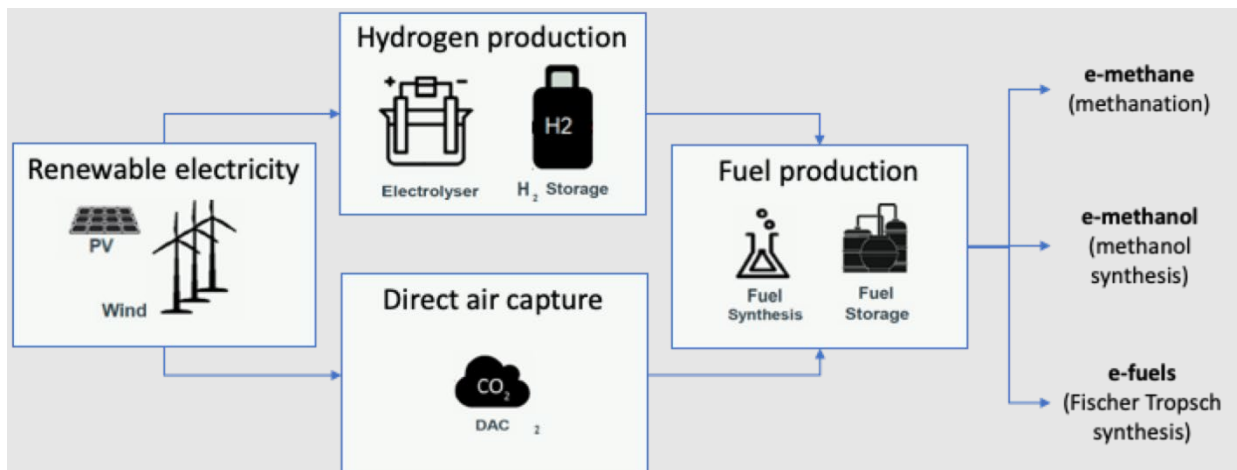 Hydrogen production
+ −
H2
Electrolyser
H2 Storage
Renewable electricity
PV
Wind
Direct air capture
CO2
DAC 2
Fuel production
Fuel
Synthesis
Fuel
Storage
e-methane
(methanation)
e-methanol
(methanol
synthesis)
e-fuels
(Fischer Tropsch
synthesis)